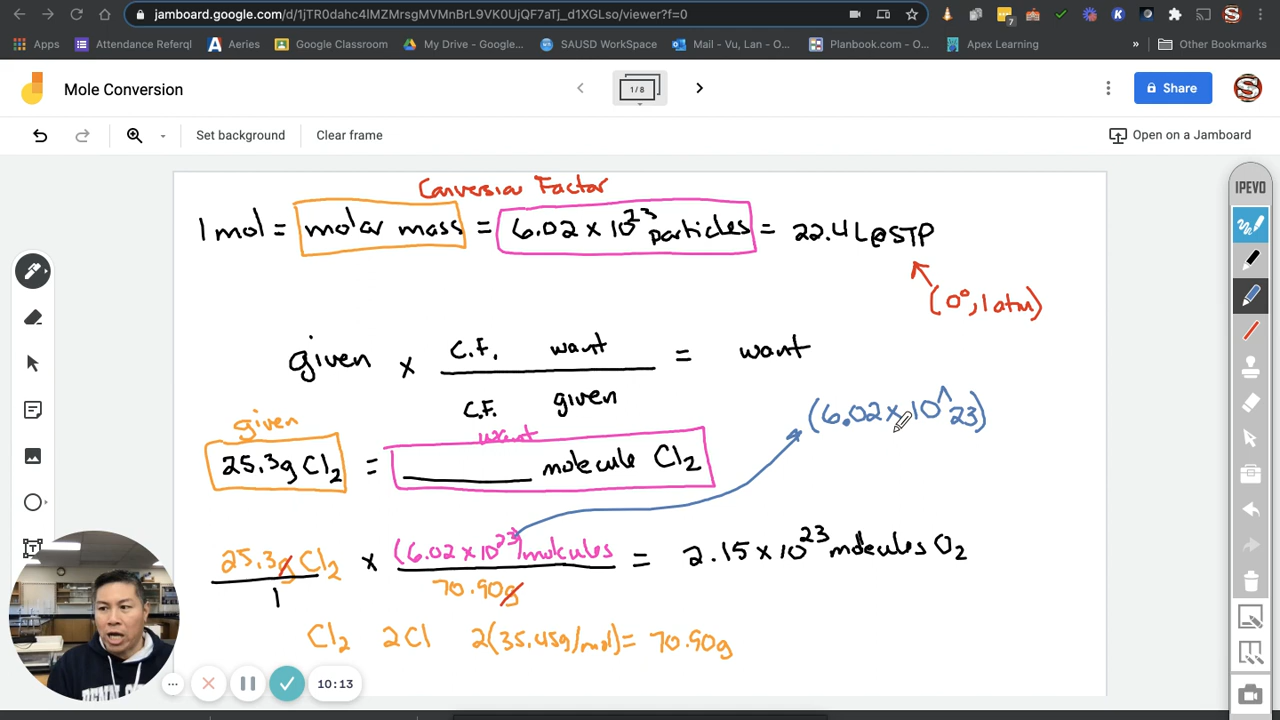 jamboard.google.com/d/1jTR0dahc4lMZMrsgMVMnBrL9VK0UjQF7aTj_d1XGLso/viewer?f=0
7
Apps Attendance Referql Aeries Google Classroom My Drive - Google... SAUSD WorkSpace Mail - Vu, Lan - O... Planbook.com - O... Apex Learning » Other Bookmarks
Mole Conversion
1 / 8
Share
Set background Clear frame
Open on a Jamboard
IPEVO
Conversion Factor
1 mol = molar mass = 6.02 x 10^23 particles = 22.4 L@STP
(0°, 1 atm)
given x C.F. want = want
C.F. given
(6.02 x 10^23)
given
want
25.3g Cl2 = ______ molecule Cl2
25.3g Cl2 x (6.02 x 10^23) molecules = 2.15 x 10^23 molecules O2
1 70.90g
Cl2 2Cl 2(35.45g/mol) = 70.90g
10:13